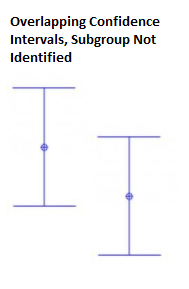 Overlapping Confidence
Intervals, Subgroup Not
Identified